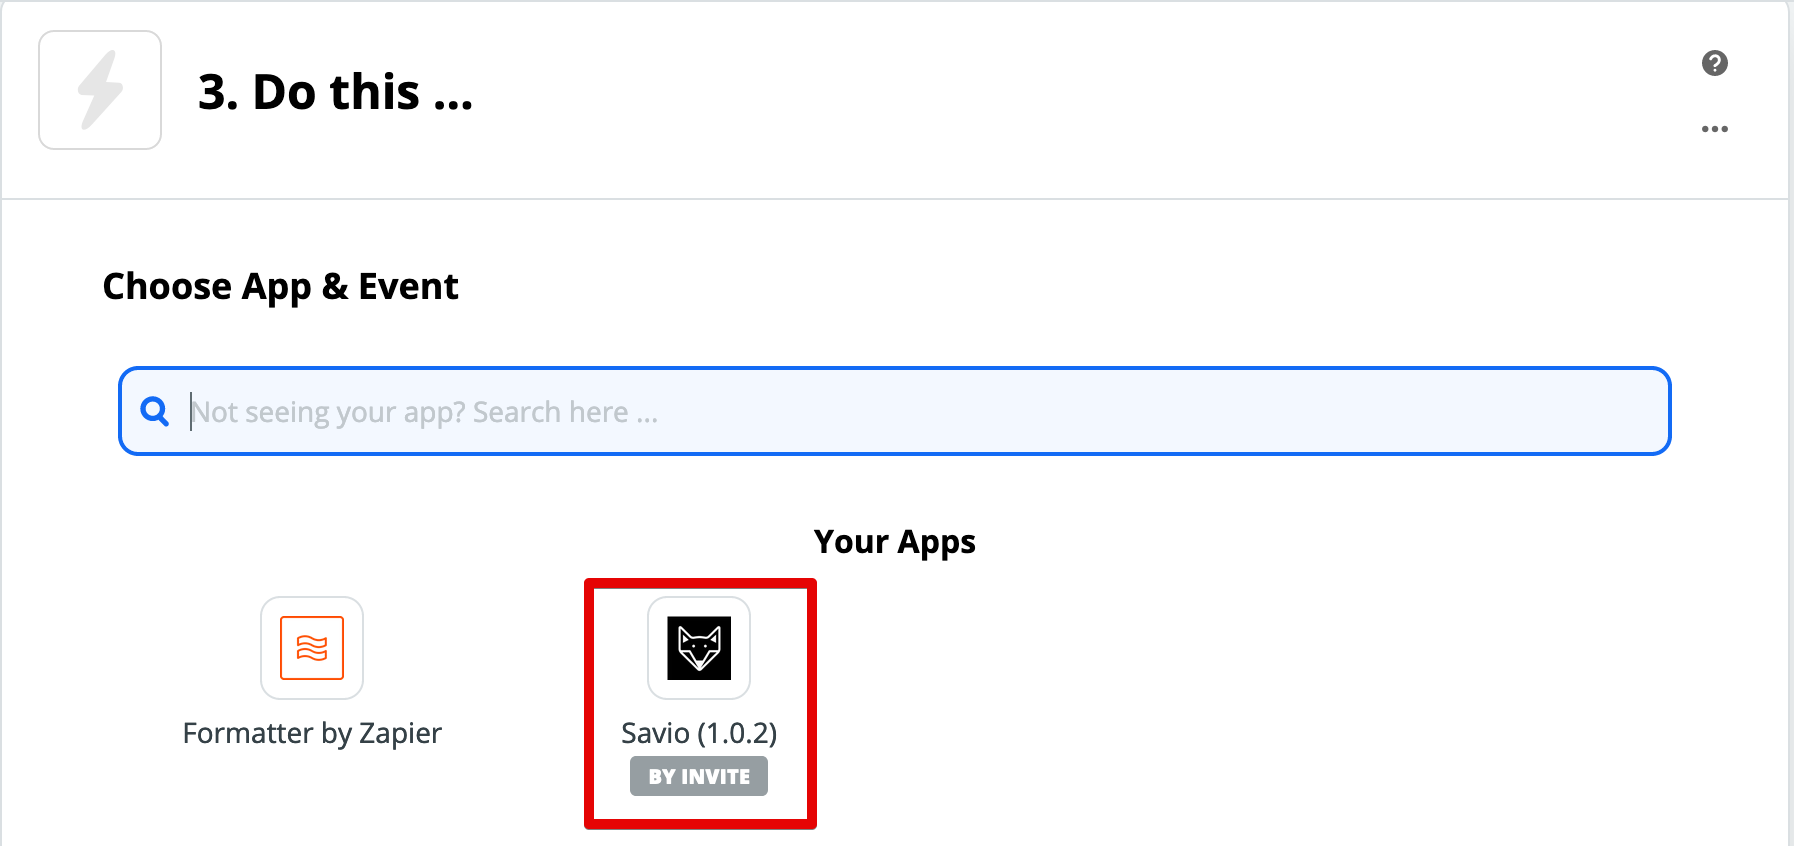 3. Do this ...
Choose App & Event
Not seeing your app? Search here ...
Your Apps
Formatter by Zapier
Savio (1.0.2)
BY INVITE